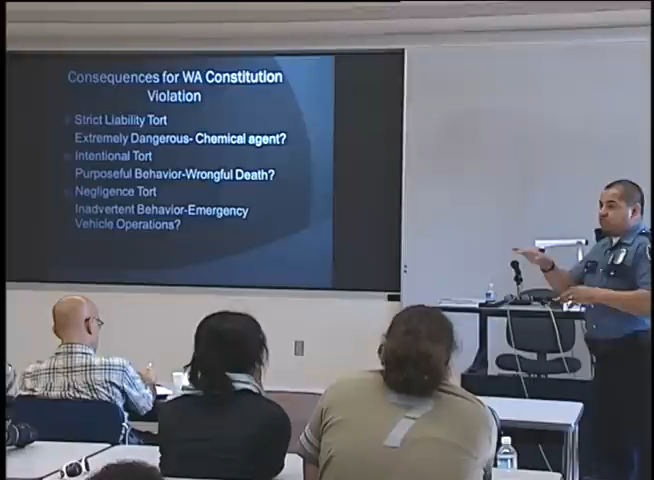 Consequences for WA Constitution
Violation
Strict Liability Tort
Extremely Dangerous- Chemical agent?
Intentional Tort
Purposeful Behavior-Wrongful Death?
Negligence Tort
Inadvertent Behavior-Emergency
Vehicle Operations?